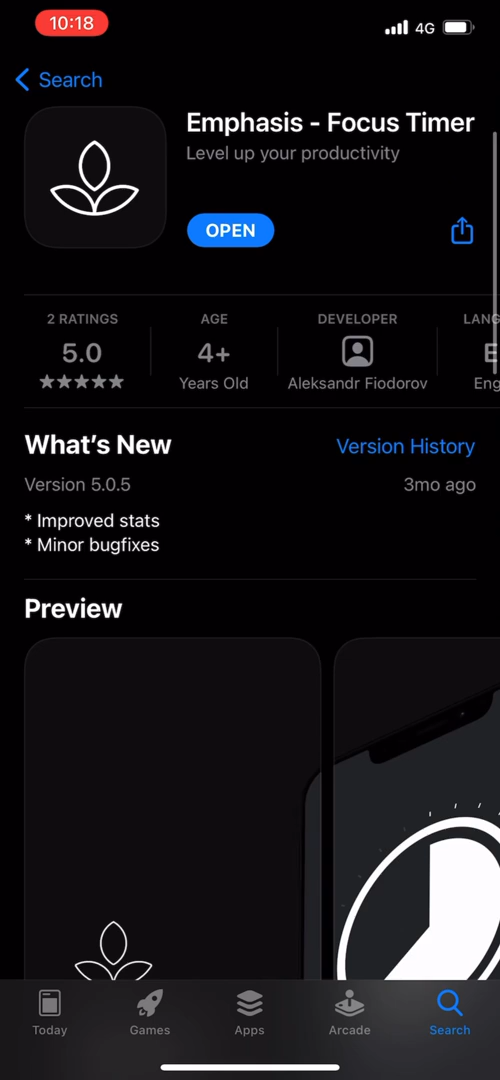 10:18
4G
Search
Emphasis - Focus Timer
Level up your productivity
OPEN
2 RATINGS
5.0
★★★★★
AGE
4+
Years Old
DEVELOPER
Aleksandr Fiodorov
LANG
E
Eng
What's New
Version History
Version 5.0.5
3mo ago
* Improved stats
* Minor bugfixes
Preview
Today
Games
Apps
Arcade
Search